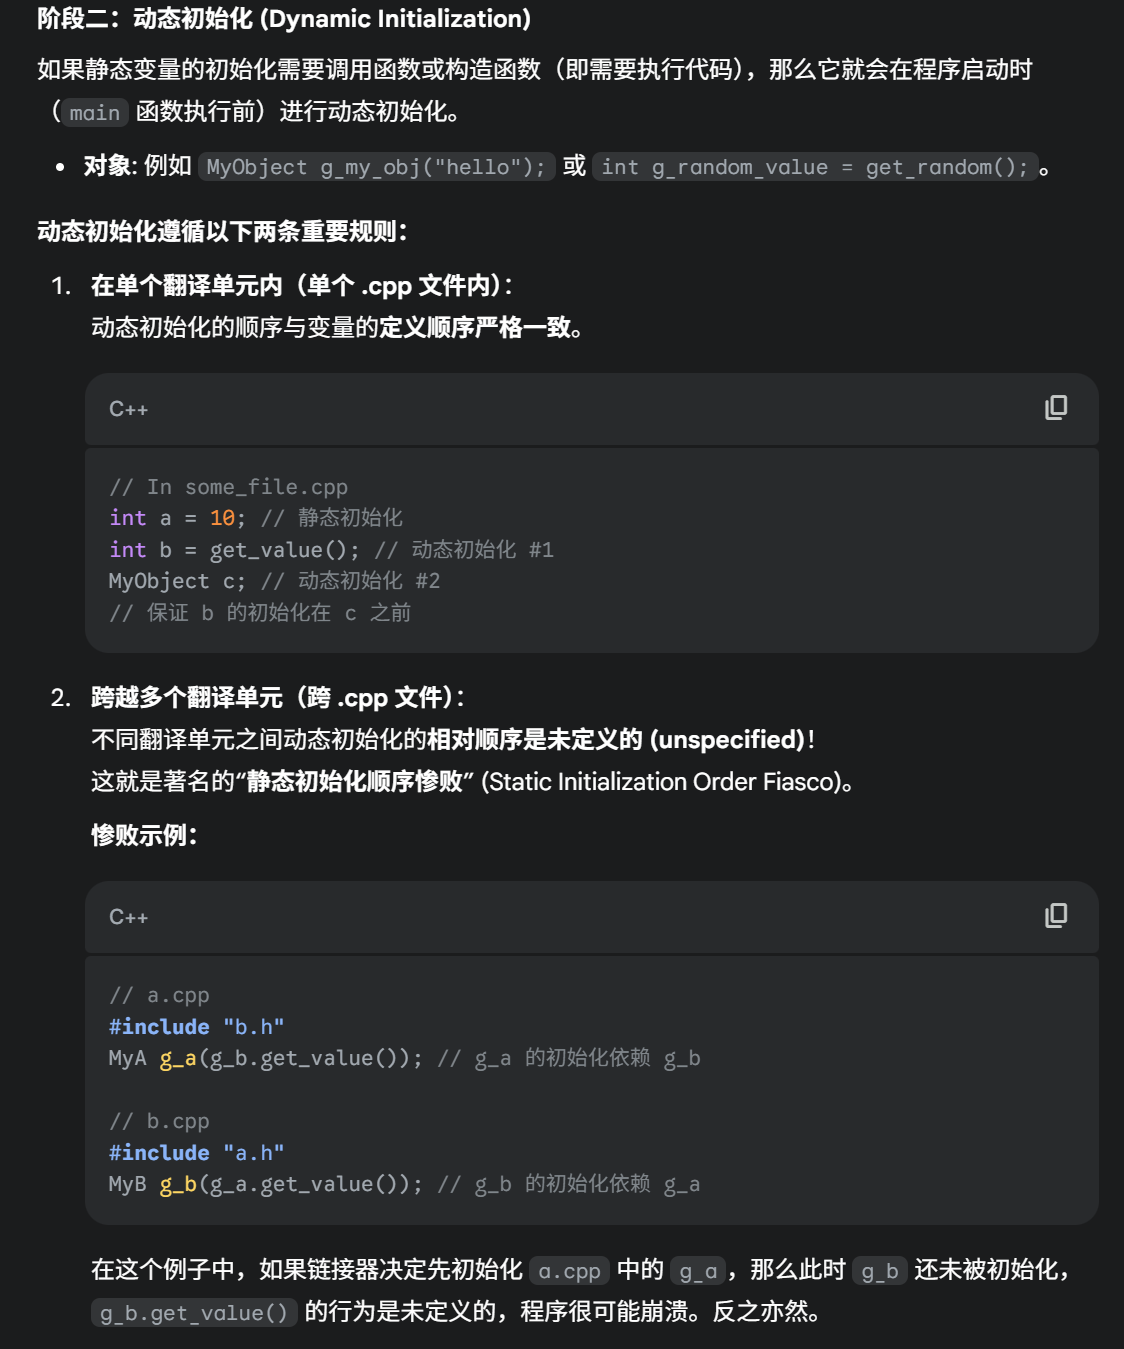 阶段二：动态初始化 (Dynamic Initialization)
如果静态变量的初始化需要调用函数或构造函数（即需要执行代码），那么它就会在程序启动时
（main 函数执行前）进行动态初始化。
• 对象: 例如 MyObject g_my_obj("hello"); 或 int g_random_value = get_random(); 。
动态初始化遵循以下两条重要规则：
1. 在单个翻译单元内（单个 .cpp 文件内）：
动态初始化的顺序与变量的定义顺序严格一致。
C++
// In some_file.cpp
int a = 10; // 静态初始化
int b = get_value(); // 动态初始化 #1
MyObject c; // 动态初始化 #2
// 保证 b 的初始化在 c 之前
2. 跨越多个翻译单元（跨 .cpp 文件）：
不同翻译单元之间动态初始化的相对顺序是未定义的 (unspecified)！
这就是著名的“静态初始化顺序惨败” (Static Initialization Order Fiasco)。
惨败示例：
C++
// a.cpp
#include "b.h"
MyA g_a(g_b.get_value()); // g_a 的初始化依赖 g_b
// b.cpp
#include "a.h"
MyB g_b(g_a.get_value()); // g_b 的初始化依赖 g_a
在这个例子中，如果链接器决定先初始化 a.cpp 中的 g_a，那么此时 g_b 还未被初始化，
g_b.get_value() 的行为是未定义的，程序很可能崩溃。反之亦然。